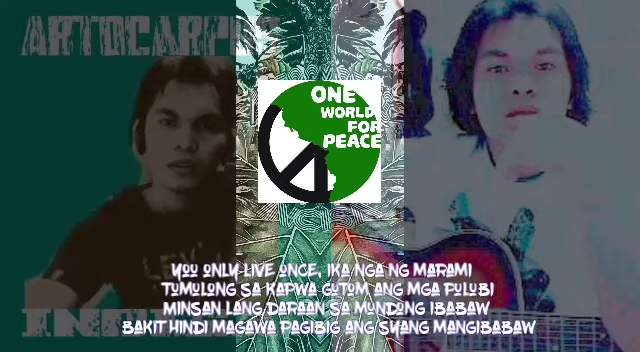 ARTOCARPUS
ONE
WORLD
FOR
PEACE
YOU ONLY LIVE ONCE, IKA NGA NG MARAMI
TUMULONG SA KAPWA GUTOM ANG MGA PULUBI
MINSAN LANG DARAAN SA MUNDONG IBABAW
BAKIT HINDI MAGAWA PAGIBIG ANG SYANG MANGIBABAW